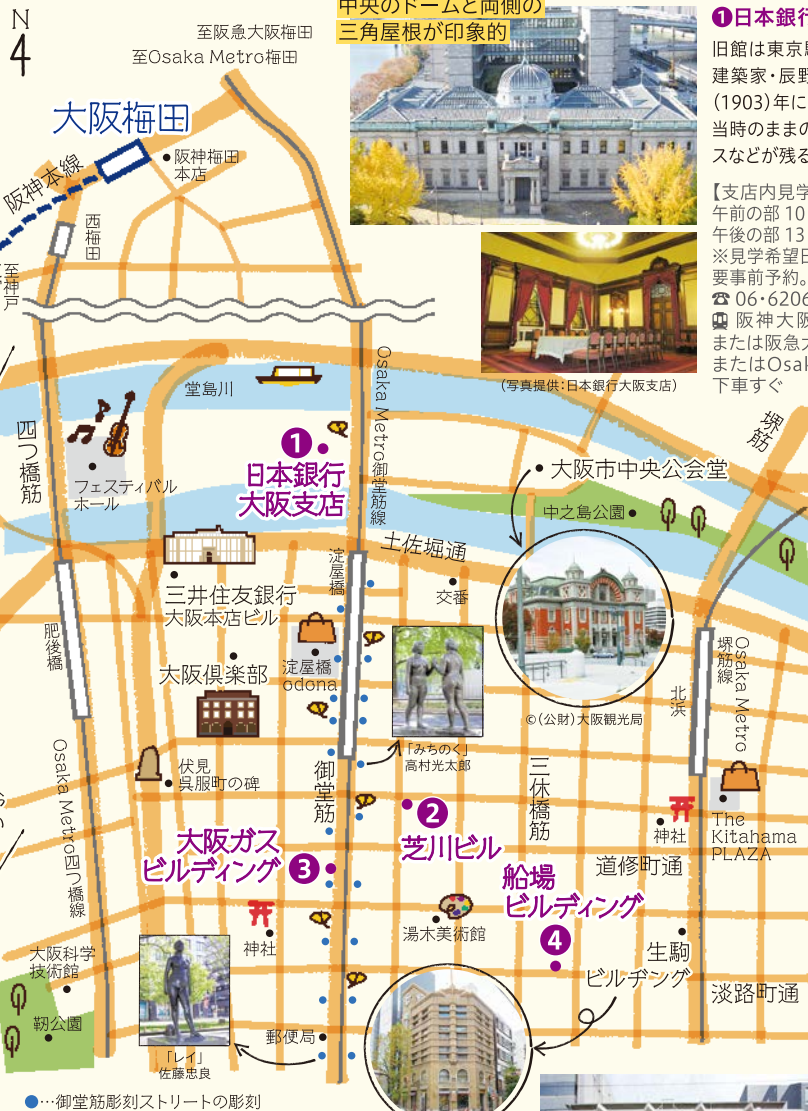 N
至阪急大阪梅田
至Osaka Metro梅田
大阪梅田
阪神梅田
本店
阪神本線
西梅田
至神戸
中央のドームと両側の
三角屋根が印象的
❶日本銀行
旧館は東京駅
建築家・辰野
(1903)年に
当時のままの
スなどが残る
【支店内見学
午前の部 10
午後の部 13
※見学希望日
要事前予約。
☎ 06・6206
阪神大阪
または阪急大
またはOsak
下車すぐ
(写真提供:日本銀行大阪支店)
堂島川
Osaka Metro御堂筋線
四つ橋筋
フェスティバル
ホール
❶
日本銀行
大阪支店
堺筋
大阪市中央公会堂
中之島公園
土佐堀通
淀屋橋
交番
三井住友銀行
大阪本店ビル
肥後橋
大阪倶楽部
淀屋橋
odona
©(公財)大阪観光局
北浜
Osaka Metro
堺筋線
「みちのく」
高村光太郎
伏見
呉服町の碑
御堂筋
三休橋筋
Osaka Metro四つ橋線
❷
芝川ビル
大阪ガス
ビルディング
❸
神社
The
Kitahama
PLAZA
道修町通
船場
ビルディング
❹
湯木美術館
神社
生駒
ビルヂング
淡路町通
大阪科学
技術館
靭公園
「レイ」
佐藤忠良
郵便局
●…御堂筋彫刻ストリートの彫刻